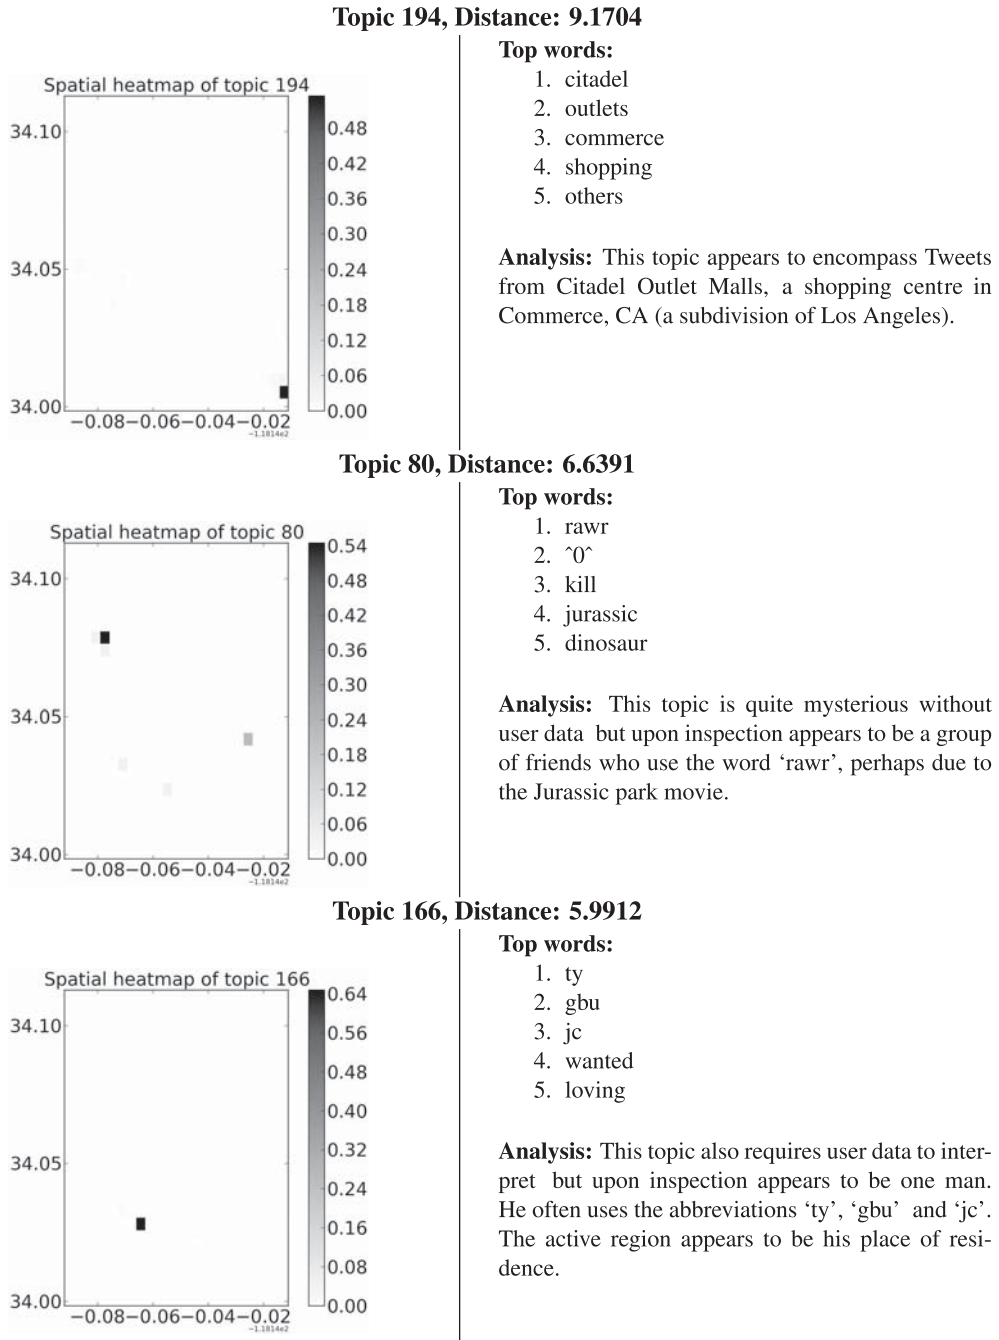 Topic 194, Distance: 9.1704
Spatial heatmap of topic 194
34.10
34.05
34.00
−0.08−0.06−0.04−0.02
−1.1814e2
0.48
0.42
0.36
0.30
0.24
0.18
0.12
0.06
0.00
Top words:
1. citadel
2. outlets
3. commerce
4. shopping
5. others
Analysis: This topic appears to encompass Tweets
from Citadel Outlet Malls, a shopping centre in
Commerce, CA (a subdivision of Los Angeles).
Topic 80, Distance: 6.6391
Spatial heatmap of topic 80
34.10
34.05
34.00
−0.08−0.06−0.04−0.02
−1.1814e2
0.54
0.48
0.42
0.36
0.30
0.24
0.18
0.12
0.06
0.00
Top words:
1. rawr
2. ˆ0ˆ
3. kill
4. jurassic
5. dinosaur
Analysis: This topic is quite mysterious without
user data but upon inspection appears to be a group
of friends who use the word ‘rawr’, perhaps due to
the Jurassic park movie.
Topic 166, Distance: 5.9912
Spatial heatmap of topic 166
34.10
34.05
34.00
−0.08−0.06−0.04−0.02
−1.1814e2
0.64
0.56
0.48
0.40
0.32
0.24
0.16
0.08
0.00
Top words:
1. ty
2. gbu
3. jc
4. wanted
5. loving
Analysis: This topic also requires user data to inter-
pret but upon inspection appears to be one man.
He often uses the abbreviations ‘ty’, ‘gbu’ and ‘jc’.
The active region appears to be his place of resi-
dence.